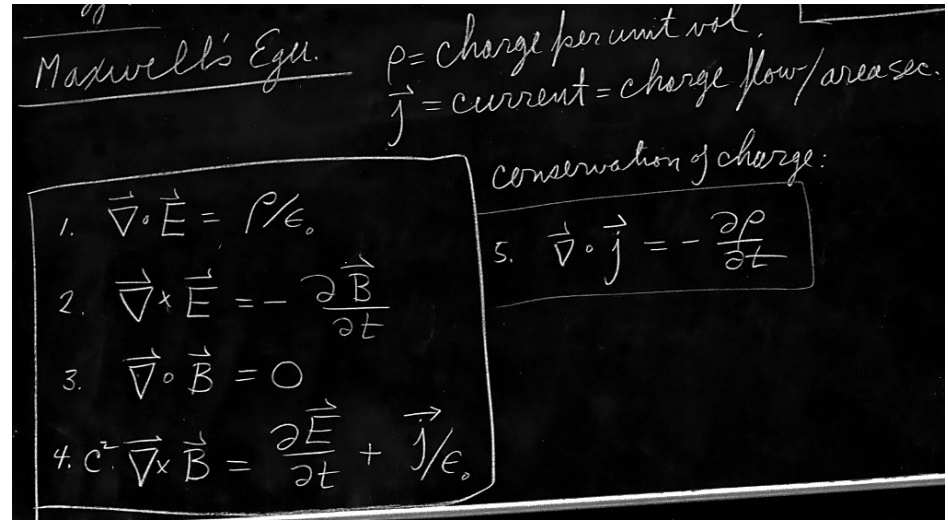 Maxwell's Equ.
ρ = charge per unit vol.
j⃗ = current = charge flow/area sec.
conservation of charge:
1. ∇⃗ ∘ E⃗ = ρ/ϵ₀
2. ∇⃗ × E⃗ = − ∂B⃗/∂t
3. ∇⃗ ∘ B⃗ = 0
4. c² ∇⃗ × B⃗ = ∂E⃗/∂t + j⃗/ϵ₀
5. ∇⃗ ∘ j⃗ = − ∂ρ/∂t